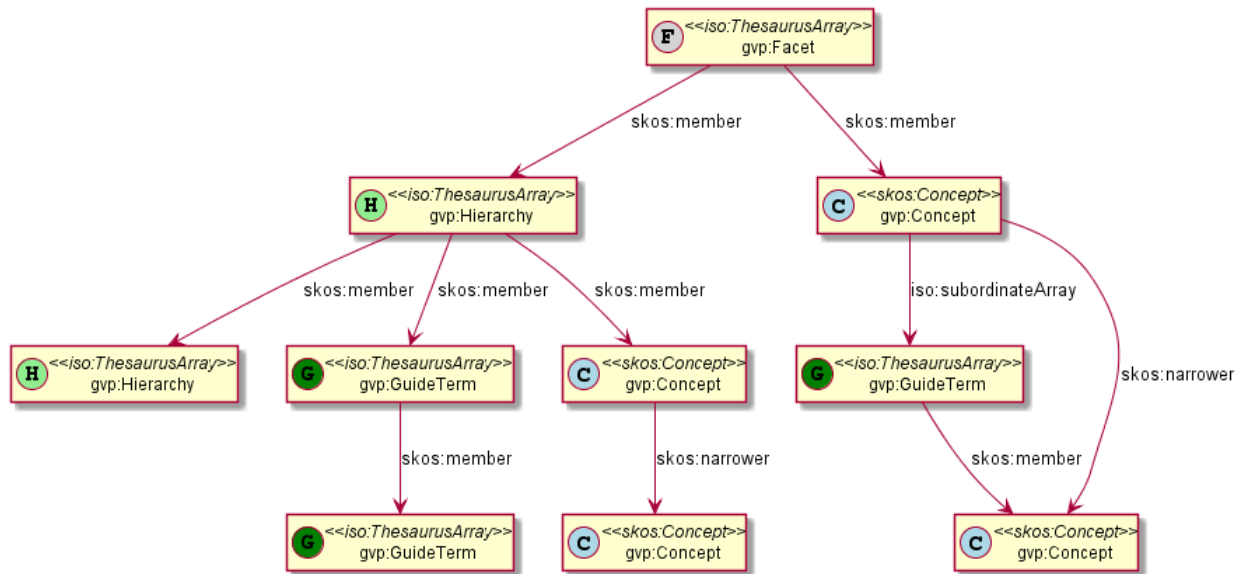 F <<iso:ThesaurusArray>>
gvp:Facet
skos:member skos:member
H <<iso:ThesaurusArray>>
gvp:Hierarchy
C <<skos:Concept>>
gvp:Concept
skos:member skos:member skos:member iso:subordinateArray
H <<iso:ThesaurusArray>>
gvp:Hierarchy
G <<iso:ThesaurusArray>>
gvp:GuideTerm
C <<skos:Concept>>
gvp:Concept
G <<iso:ThesaurusArray>>
gvp:GuideTerm
skos:narrower
skos:member skos:narrower skos:member
G <<iso:ThesaurusArray>>
gvp:GuideTerm
C <<skos:Concept>>
gvp:Concept
C <<skos:Concept>>
gvp:Concept